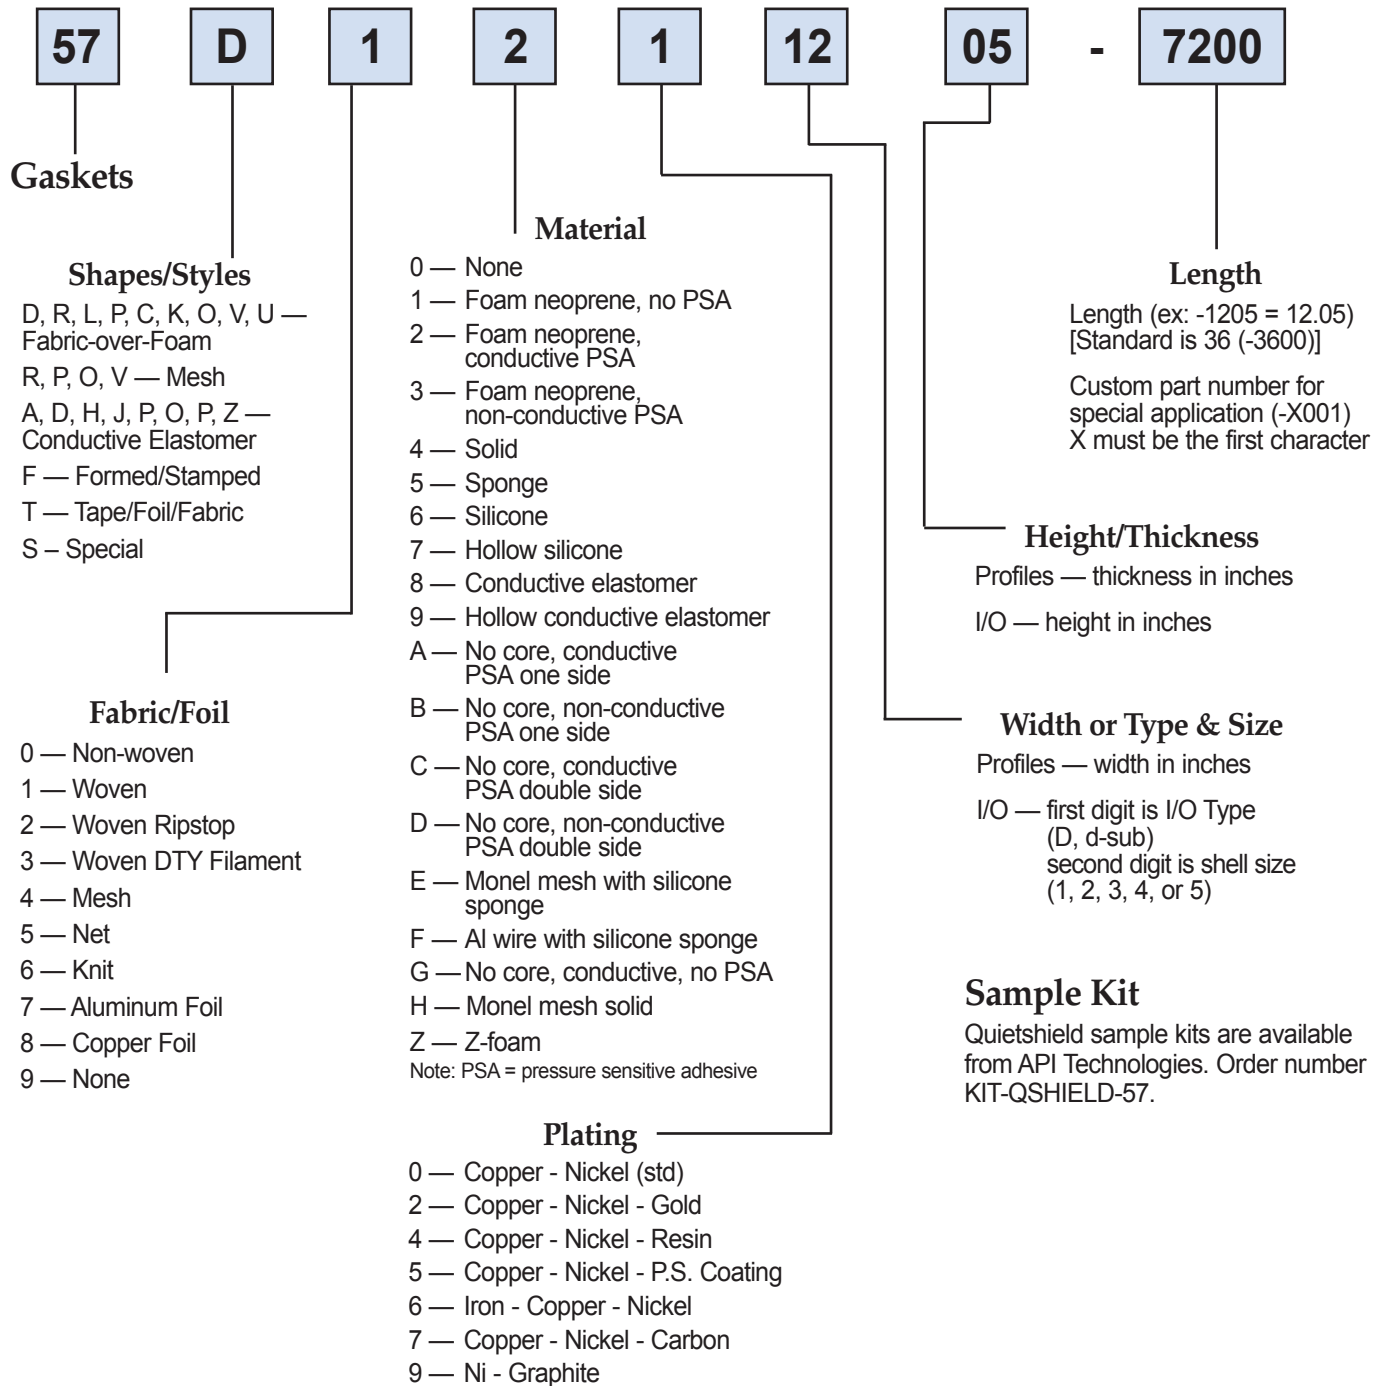 57 D 1 2 1 12 05 - 7200
Gaskets
Shapes/Styles
D, R, L, P, C, K, O, V, U —
Fabric-over-Foam
R, P, O, V — Mesh
A, D, H, J, P, O, P, Z —
Conductive Elastomer
F — Formed/Stamped
T — Tape/Foil/Fabric
S – Special
Fabric/Foil
0 — Non-woven
1 — Woven
2 — Woven Ripstop
3 — Woven DTY Filament
4 — Mesh
5 — Net
6 — Knit
7 — Aluminum Foil
8 — Copper Foil
9 — None
Material
0 — None
1 — Foam neoprene, no PSA
2 — Foam neoprene,
conductive PSA
3 — Foam neoprene,
non-conductive PSA
4 — Solid
5 — Sponge
6 — Silicone
7 — Hollow silicone
8 — Conductive elastomer
9 — Hollow conductive elastomer
A — No core, conductive
PSA one side
B — No core, non-conductive
PSA one side
C — No core, conductive
PSA double side
D — No core, non-conductive
PSA double side
E — Monel mesh with silicone
sponge
F — Al wire with silicone sponge
G — No core, conductive, no PSA
H — Monel mesh solid
Z — Z-foam
Note: PSA = pressure sensitive adhesive
Plating
0 — Copper - Nickel (std)
2 — Copper - Nickel - Gold
4 — Copper - Nickel - Resin
5 — Copper - Nickel - P.S. Coating
6 — Iron - Copper - Nickel
7 — Copper - Nickel - Carbon
9 — Ni - Graphite
Length
Length (ex: -1205 = 12.05)
[Standard is 36 (-3600)]
Custom part number for
special application (-X001)
X must be the first character
Height/Thickness
Profiles — thickness in inches
I/O — height in inches
Width or Type & Size
Profiles — width in inches
I/O — first digit is I/O Type
(D, d-sub)
second digit is shell size
(1, 2, 3, 4, or 5)
Sample Kit
Quietshield sample kits are available
from API Technologies. Order number
KIT-QSHIELD-57.